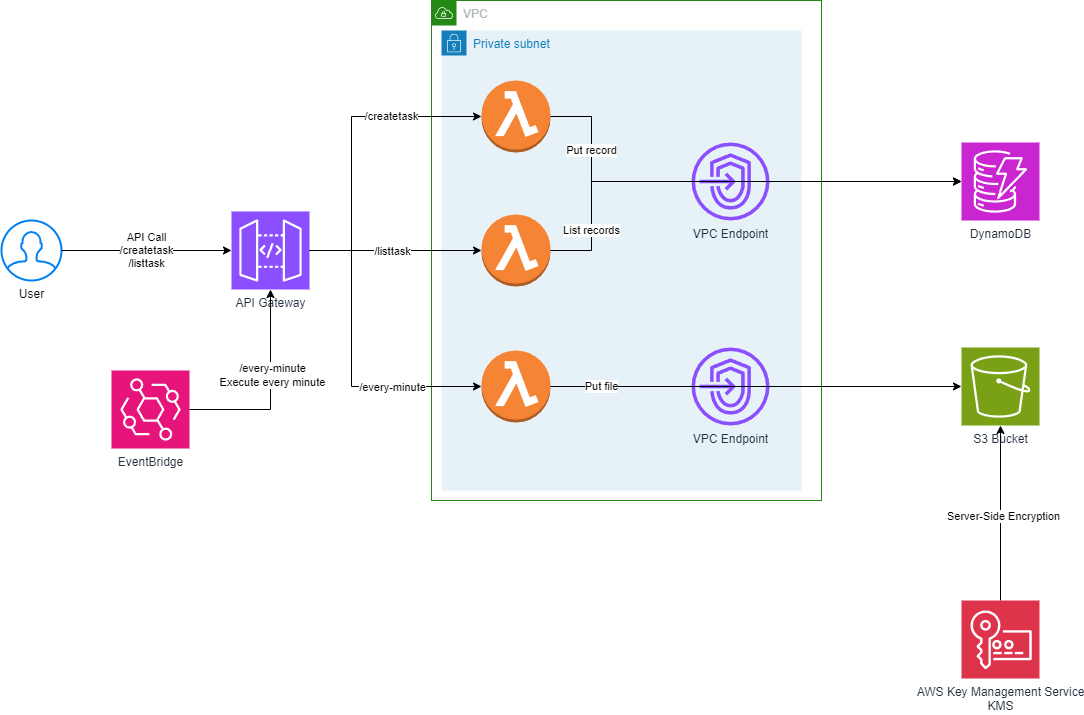 VPC
Private subnet
/createtask
Put record
API Call
/createtask
/listtask
User
API Gateway
/listtask
List records
VPC Endpoint
DynamoDB
/every-minute
Execute every minute
EventBridge
/every-minute
Put file
VPC Endpoint
S3 Bucket
Server-Side Encryption
AWS Key Management Service
KMS